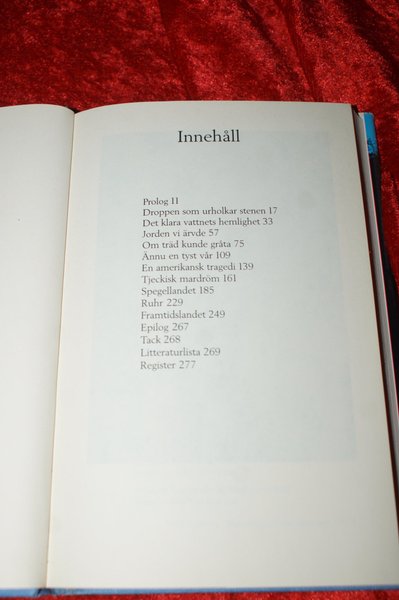 Innehåll
Prolog 11
Droppen som urholkar stenen 17
Det klara vattnets hemlighet 33
Jorden vi ärvde 57
Om träd kunde gråta 75
Ännu en tyst vår 109
En amerikansk tragedi 139
Tjeckisk mardröm 161
Spegellandet 185
Ruhr 229
Framtidslandet 249
Epilog 267
Tack 268
Litteraturlista 269
Register 277